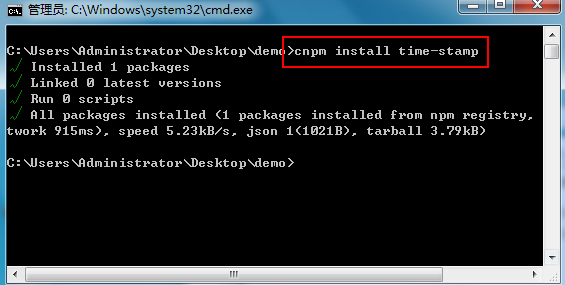 管理员: C:\Windows\system32\cmd.exe
C:\Users\Administrator\Desktop\demo>cnpm install time-stamp
√ Installed 1 packages
√ Linked 0 latest versions
√ Run 0 scripts
√ All packages installed (1 packages installed from npm registry,
twork 915ms), speed 5.23kB/s, json 1(1021B), tarball 3.79kB)
C:\Users\Administrator\Desktop\demo>